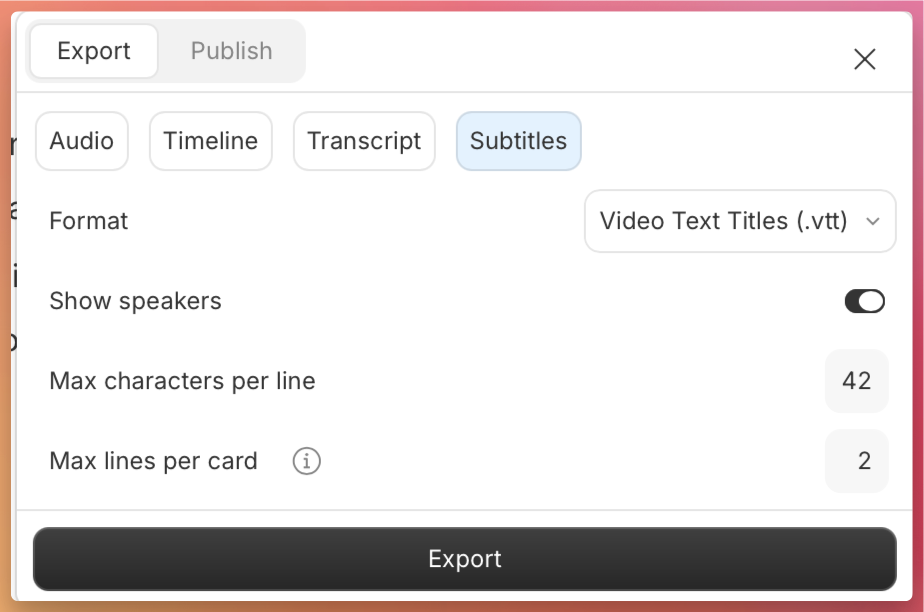 Export Publish
Audio Timeline Transcript Subtitles
Format Video Text Titles (.vtt)
Show speakers
Max characters per line 42
Max lines per card 2
Export